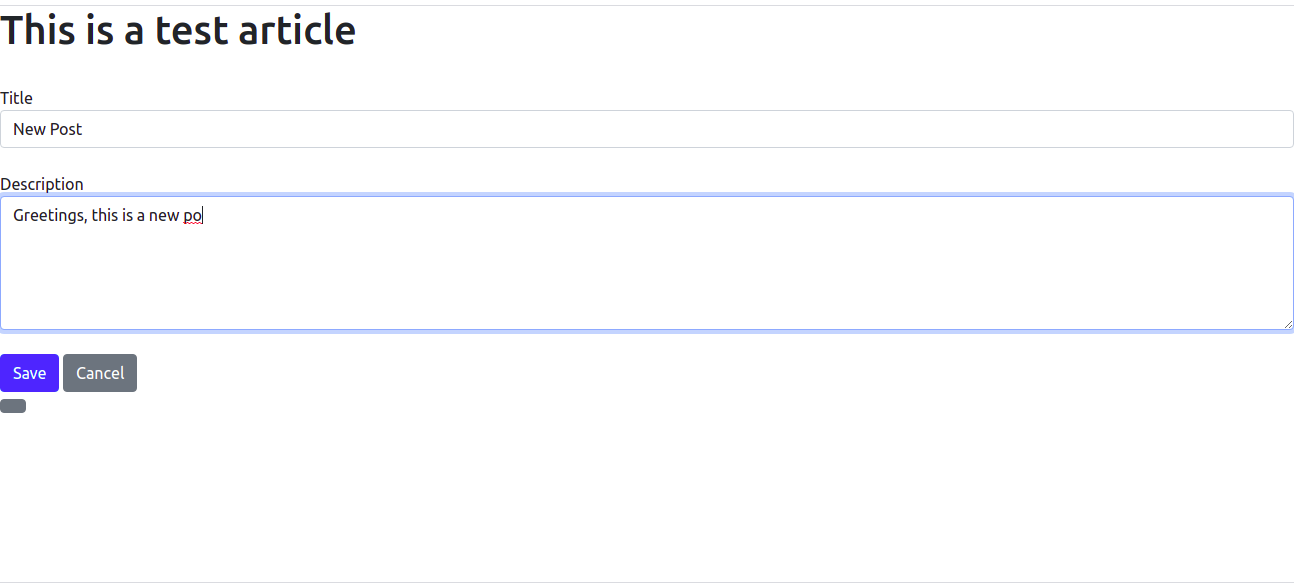 This is a test article
Title
New Post
Description
Greetings, this is a new po
Save Cancel